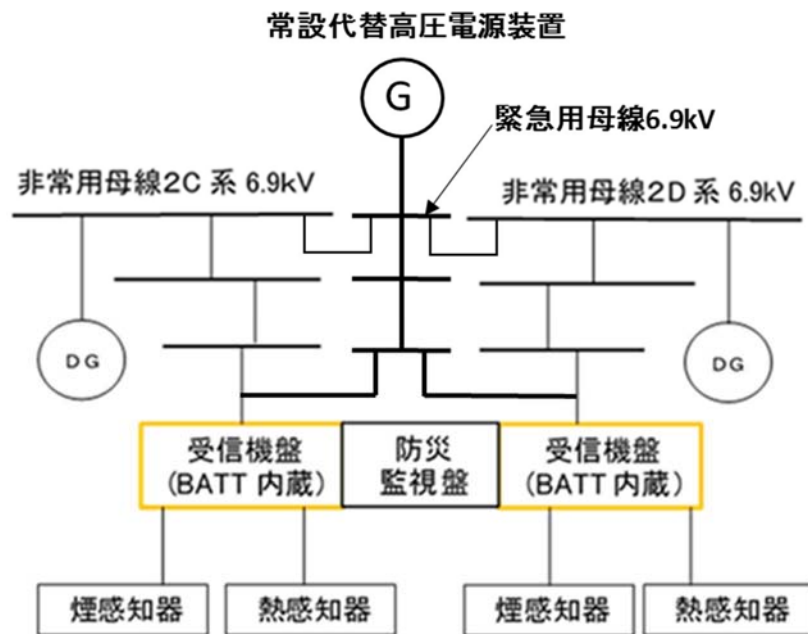 常設代替高圧電源装置
G
緊急用母線6.9kV
非常用母線2C 系 6.9kV
非常用母線2D 系 6.9kV
DG
DG
受信機盤
(BATT 内蔵)
防災
監視盤
受信機盤
(BATT 内蔵)
煙感知器
熱感知器
煙感知器
熱感知器